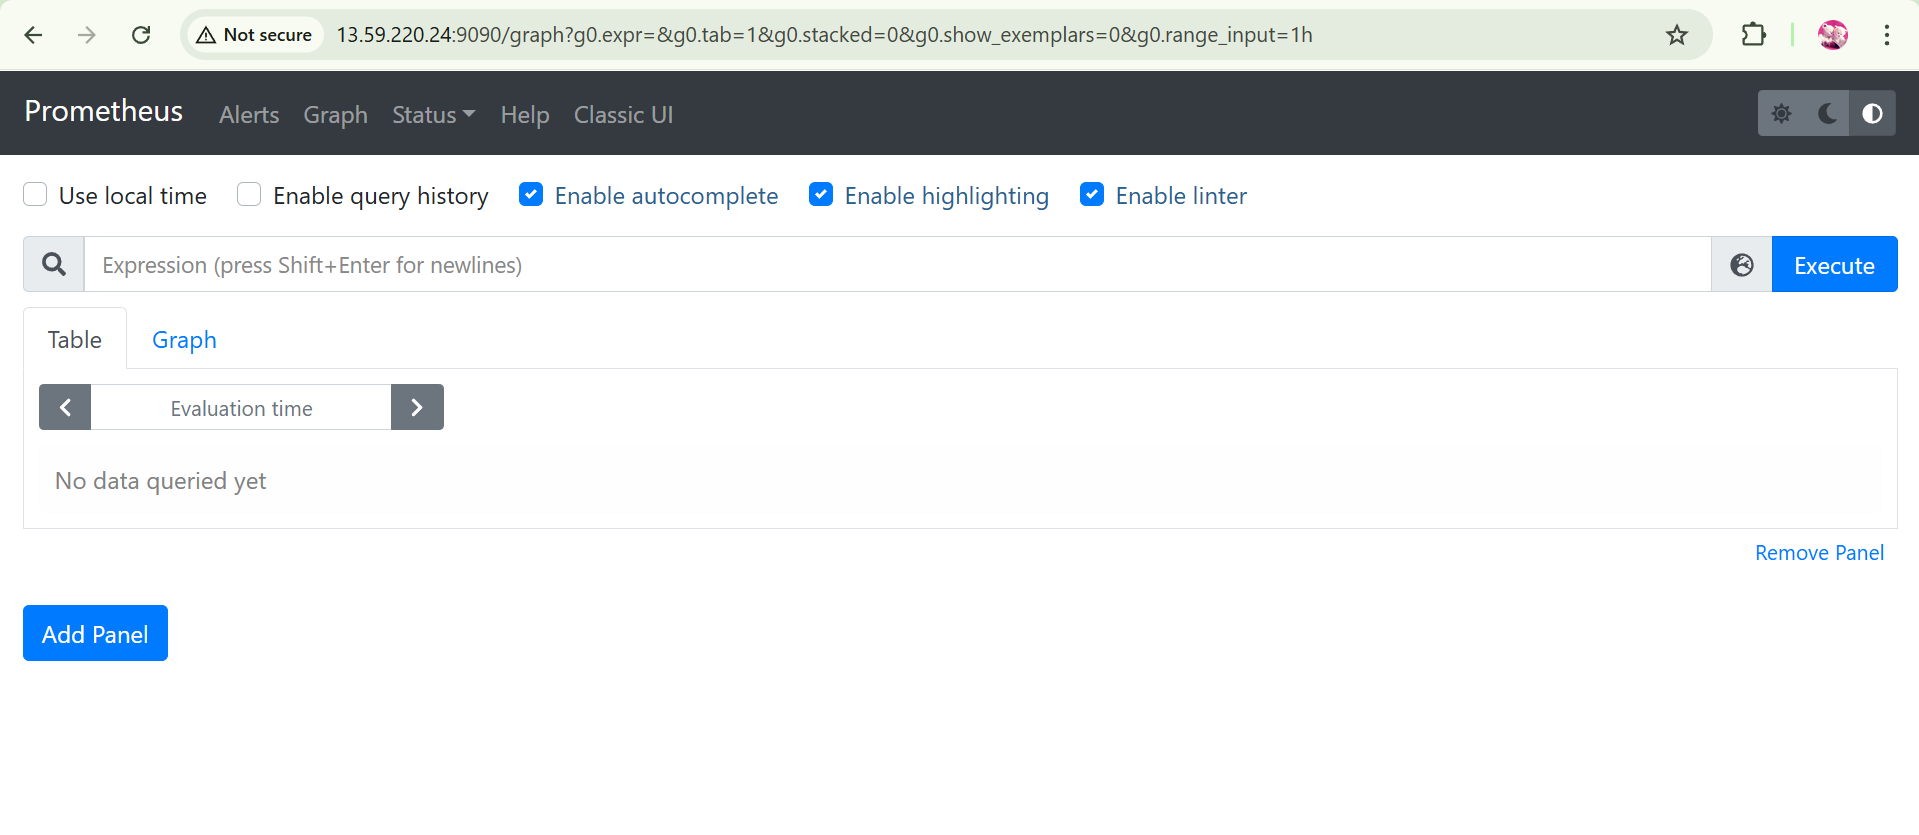 Not secure 13.59.220.24:9090/graph?g0.expr=&g0.tab=1&g0.stacked=0&g0.show_exemplars=0&g0.range_input=1h
Prometheus Alerts Graph Status Help Classic UI
Use local time Enable query history Enable autocomplete Enable highlighting Enable linter
Expression (press Shift+Enter for newlines) Execute
Table Graph
Evaluation time
No data queried yet
Remove Panel
Add Panel